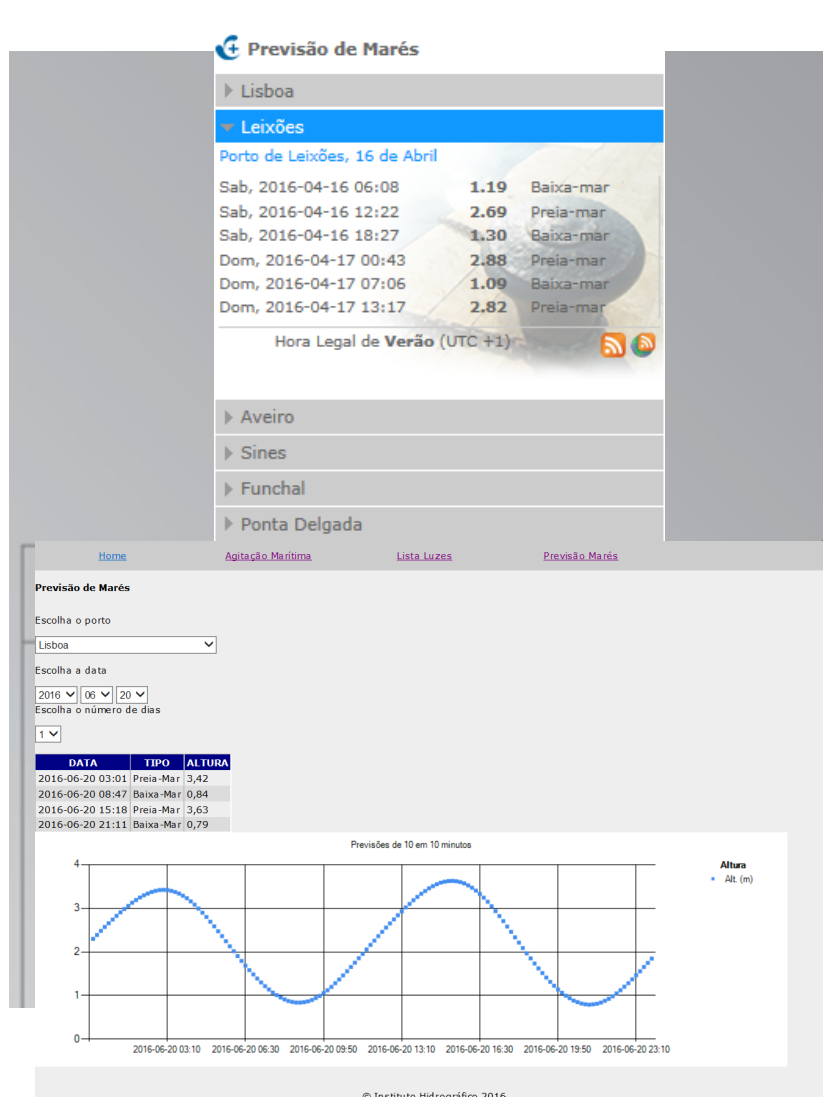 Previsão de Marés
Lisboa
Leixões
Porto de Leixões, 16 de Abril
Sab, 2016-04-16 06:08 1.19 Baixa-mar
Sab, 2016-04-16 12:22 2.69 Preia-mar
Sab, 2016-04-16 18:27 1.30 Baixa-mar
Dom, 2016-04-17 00:43 2.88 Preia-mar
Dom, 2016-04-17 07:06 1.09 Baixa-mar
Dom, 2016-04-17 13:17 2.82 Preia-mar
Hora Legal de Verão (UTC +1)
Aveiro
Sines
Funchal
Ponta Delgada
Home Agitação Marítima Lista Luzes Previsão Marés
Previsão de Marés
Escolha o porto
Lisboa
Escolha a data
2016 06 20
Escolha o número de dias
1
DATA TIPO ALTURA
2016-06-20 03:01 Preia-Mar 3,42
2016-06-20 08:47 Baixa-Mar 0,84
2016-06-20 15:18 Preia-Mar 3,63
2016-06-20 21:11 Baixa-Mar 0,79
Previsões de 10 em 10 minutos
Altura
Alt. (m)
4
3
2
1
0
2016-06-20 03:10 2016-06-20 06:30 2016-06-20 09:50 2016-06-20 13:10 2016-06-20 16:30 2016-06-20 19:50 2016-06-20 23:10
© Instituto Hidrográfico 2016